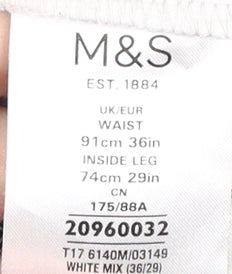 M&S
EST. 1884
UK/EUR
WAIST
91cm 36in
INSIDE LEG
74cm 29in
CN
175/88A
20960032
T17 6140M/03149
WHITE MIX (36/29)